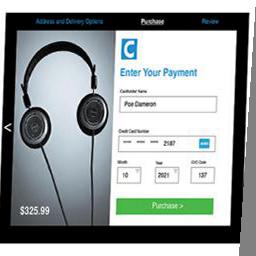 Address and Delivery Options Purchase Review
C
Enter Your Payment
Cardholder Name
Poe Dameron
Credit Card Number
**** **** **** 2187
Month Year CVC Code
10 2021 137
<
$325.99
Purchase >